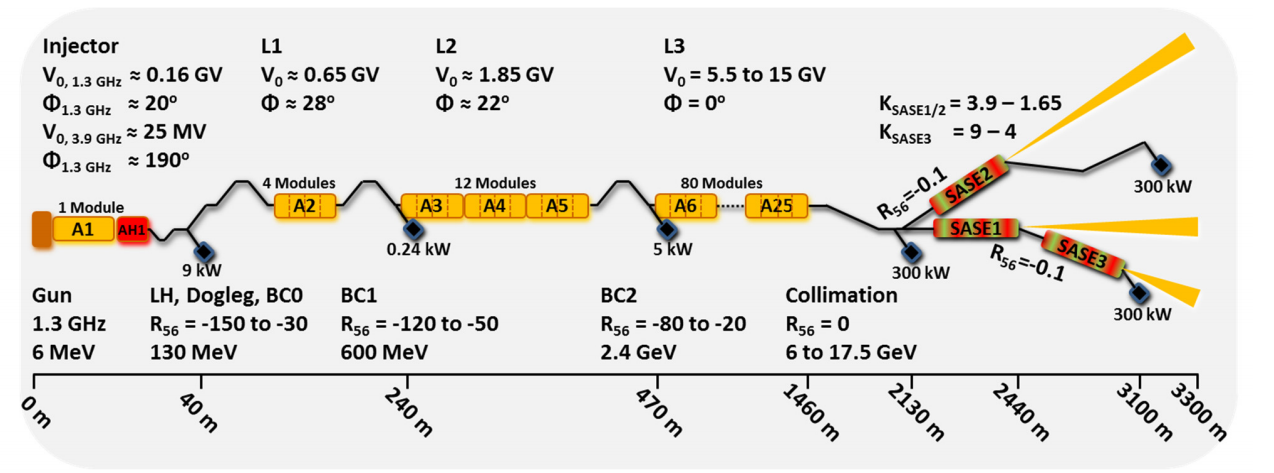 Injector
V0, 1.3 GHz ≈ 0.16 GV
Φ1.3 GHz ≈ 20º
V0, 3.9 GHz ≈ 25 MV
Φ1.3 GHz ≈ 190º
L1
V0 ≈ 0.65 GV
Φ ≈ 28º
L2
V0 ≈ 1.85 GV
Φ ≈ 22º
L3
V0 = 5.5 to 15 GV
Φ = 0º
KSASE1/2 = 3.9 – 1.65
KSASE3 = 9 – 4
1 Module
A1
AH1
9 kW
4 Modules
A2
0.24 kW
12 Modules
A3
A4
A5
5 kW
80 Modules
A6
A25
300 kW
R56=-0.1
SASE2
300 kW
SASE1
R56=-0.1
SASE3
300 kW
Gun
1.3 GHz
6 MeV
LH, Dogleg, BC0
R56 = -150 to -30
130 MeV
BC1
R56 = -120 to -50
600 MeV
BC2
R56 = -80 to -20
2.4 GeV
Collimation
R56 = 0
6 to 17.5 GeV
0 m
40 m
240 m
470 m
1460 m
2130 m
2440 m
3100 m
3300 m